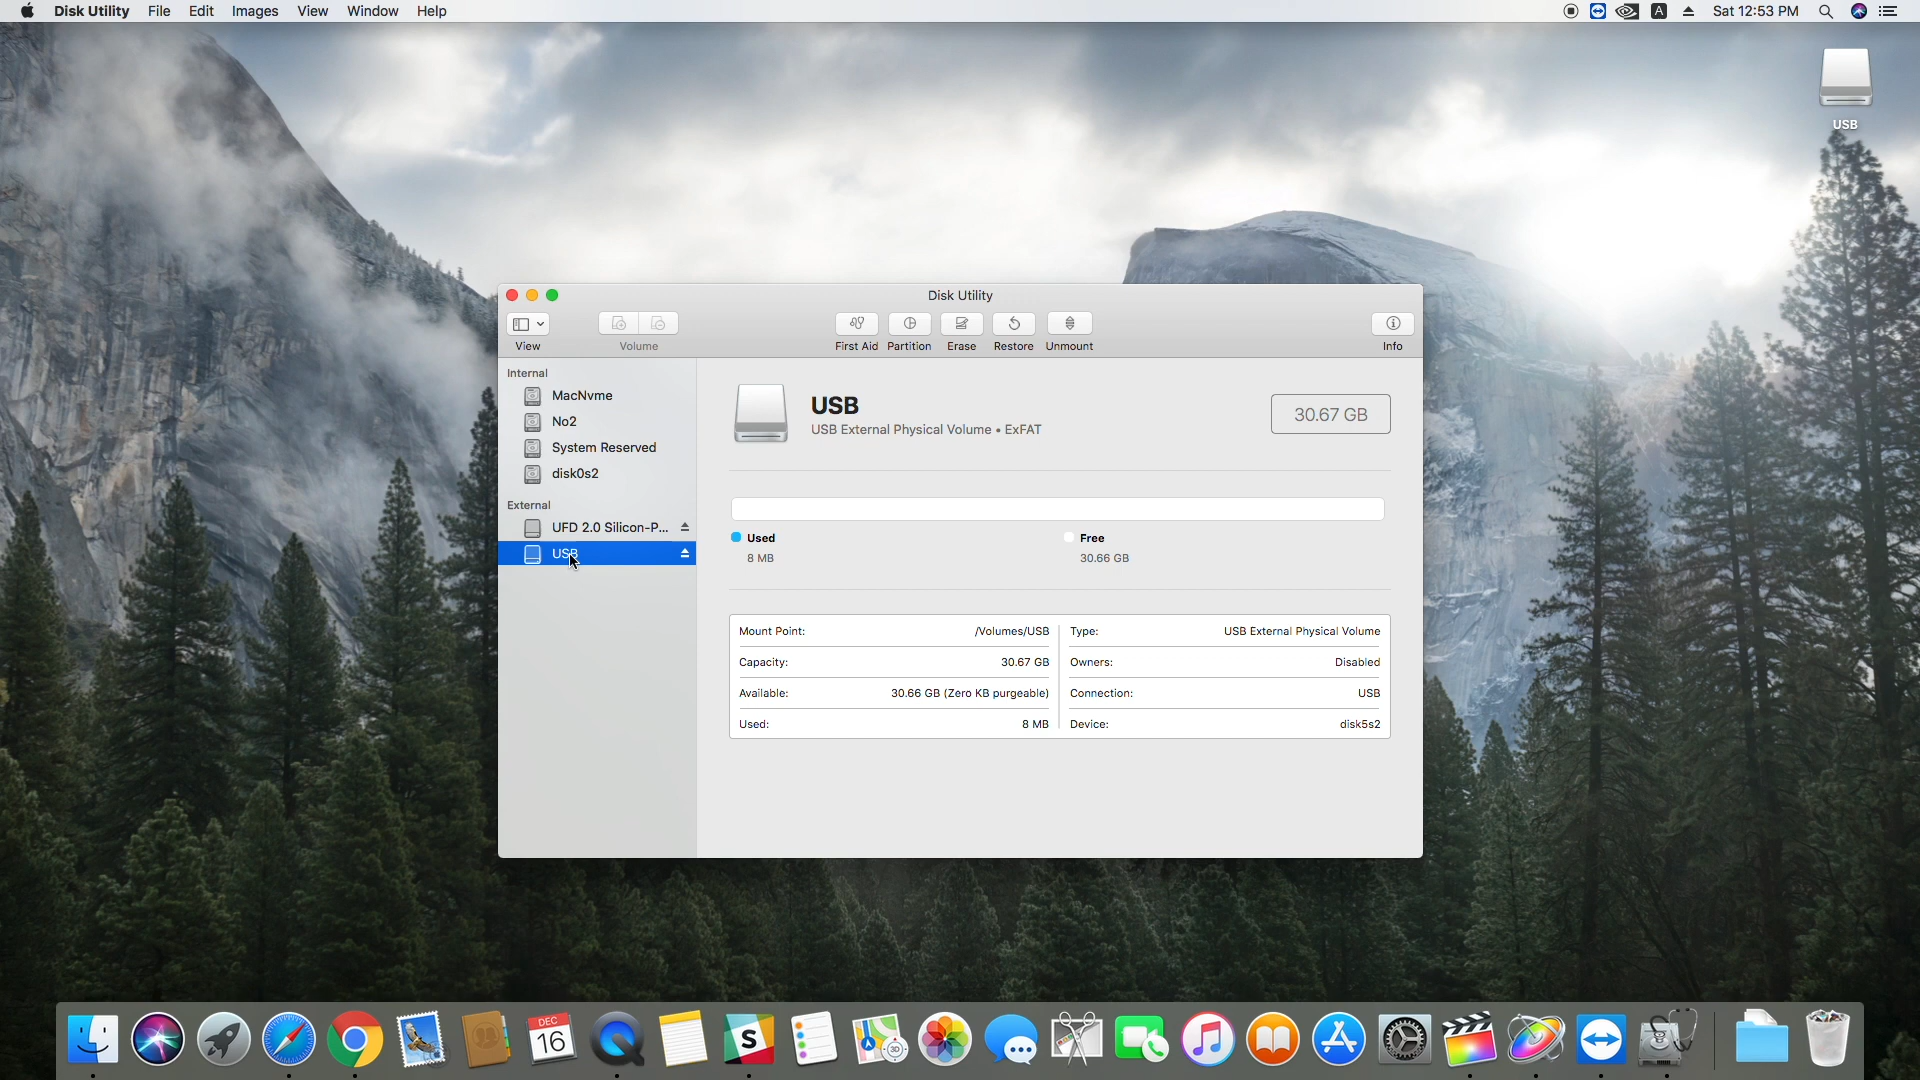 Disk Utility File Edit Images View Window Help
A Sat 12:53 PM
USB
Disk Utility
View Volume First Aid Partition Erase Restore Unmount Info
Internal
MacNvme
No2
System Reserved
disk0s2
External
UFD 2.0 Silicon-P...
USB
USB
USB External Physical Volume • ExFAT
30.67 GB
Used
8 MB
Free
30.66 GB
Mount Point: /Volumes/USB
Capacity: 30.67 GB
Available: 30.66 GB (Zero KB purgeable)
Used: 8 MB
Type: USB External Physical Volume
Owners: Disabled
Connection: USB
Device: disk5s2
DEC
16
S
3D